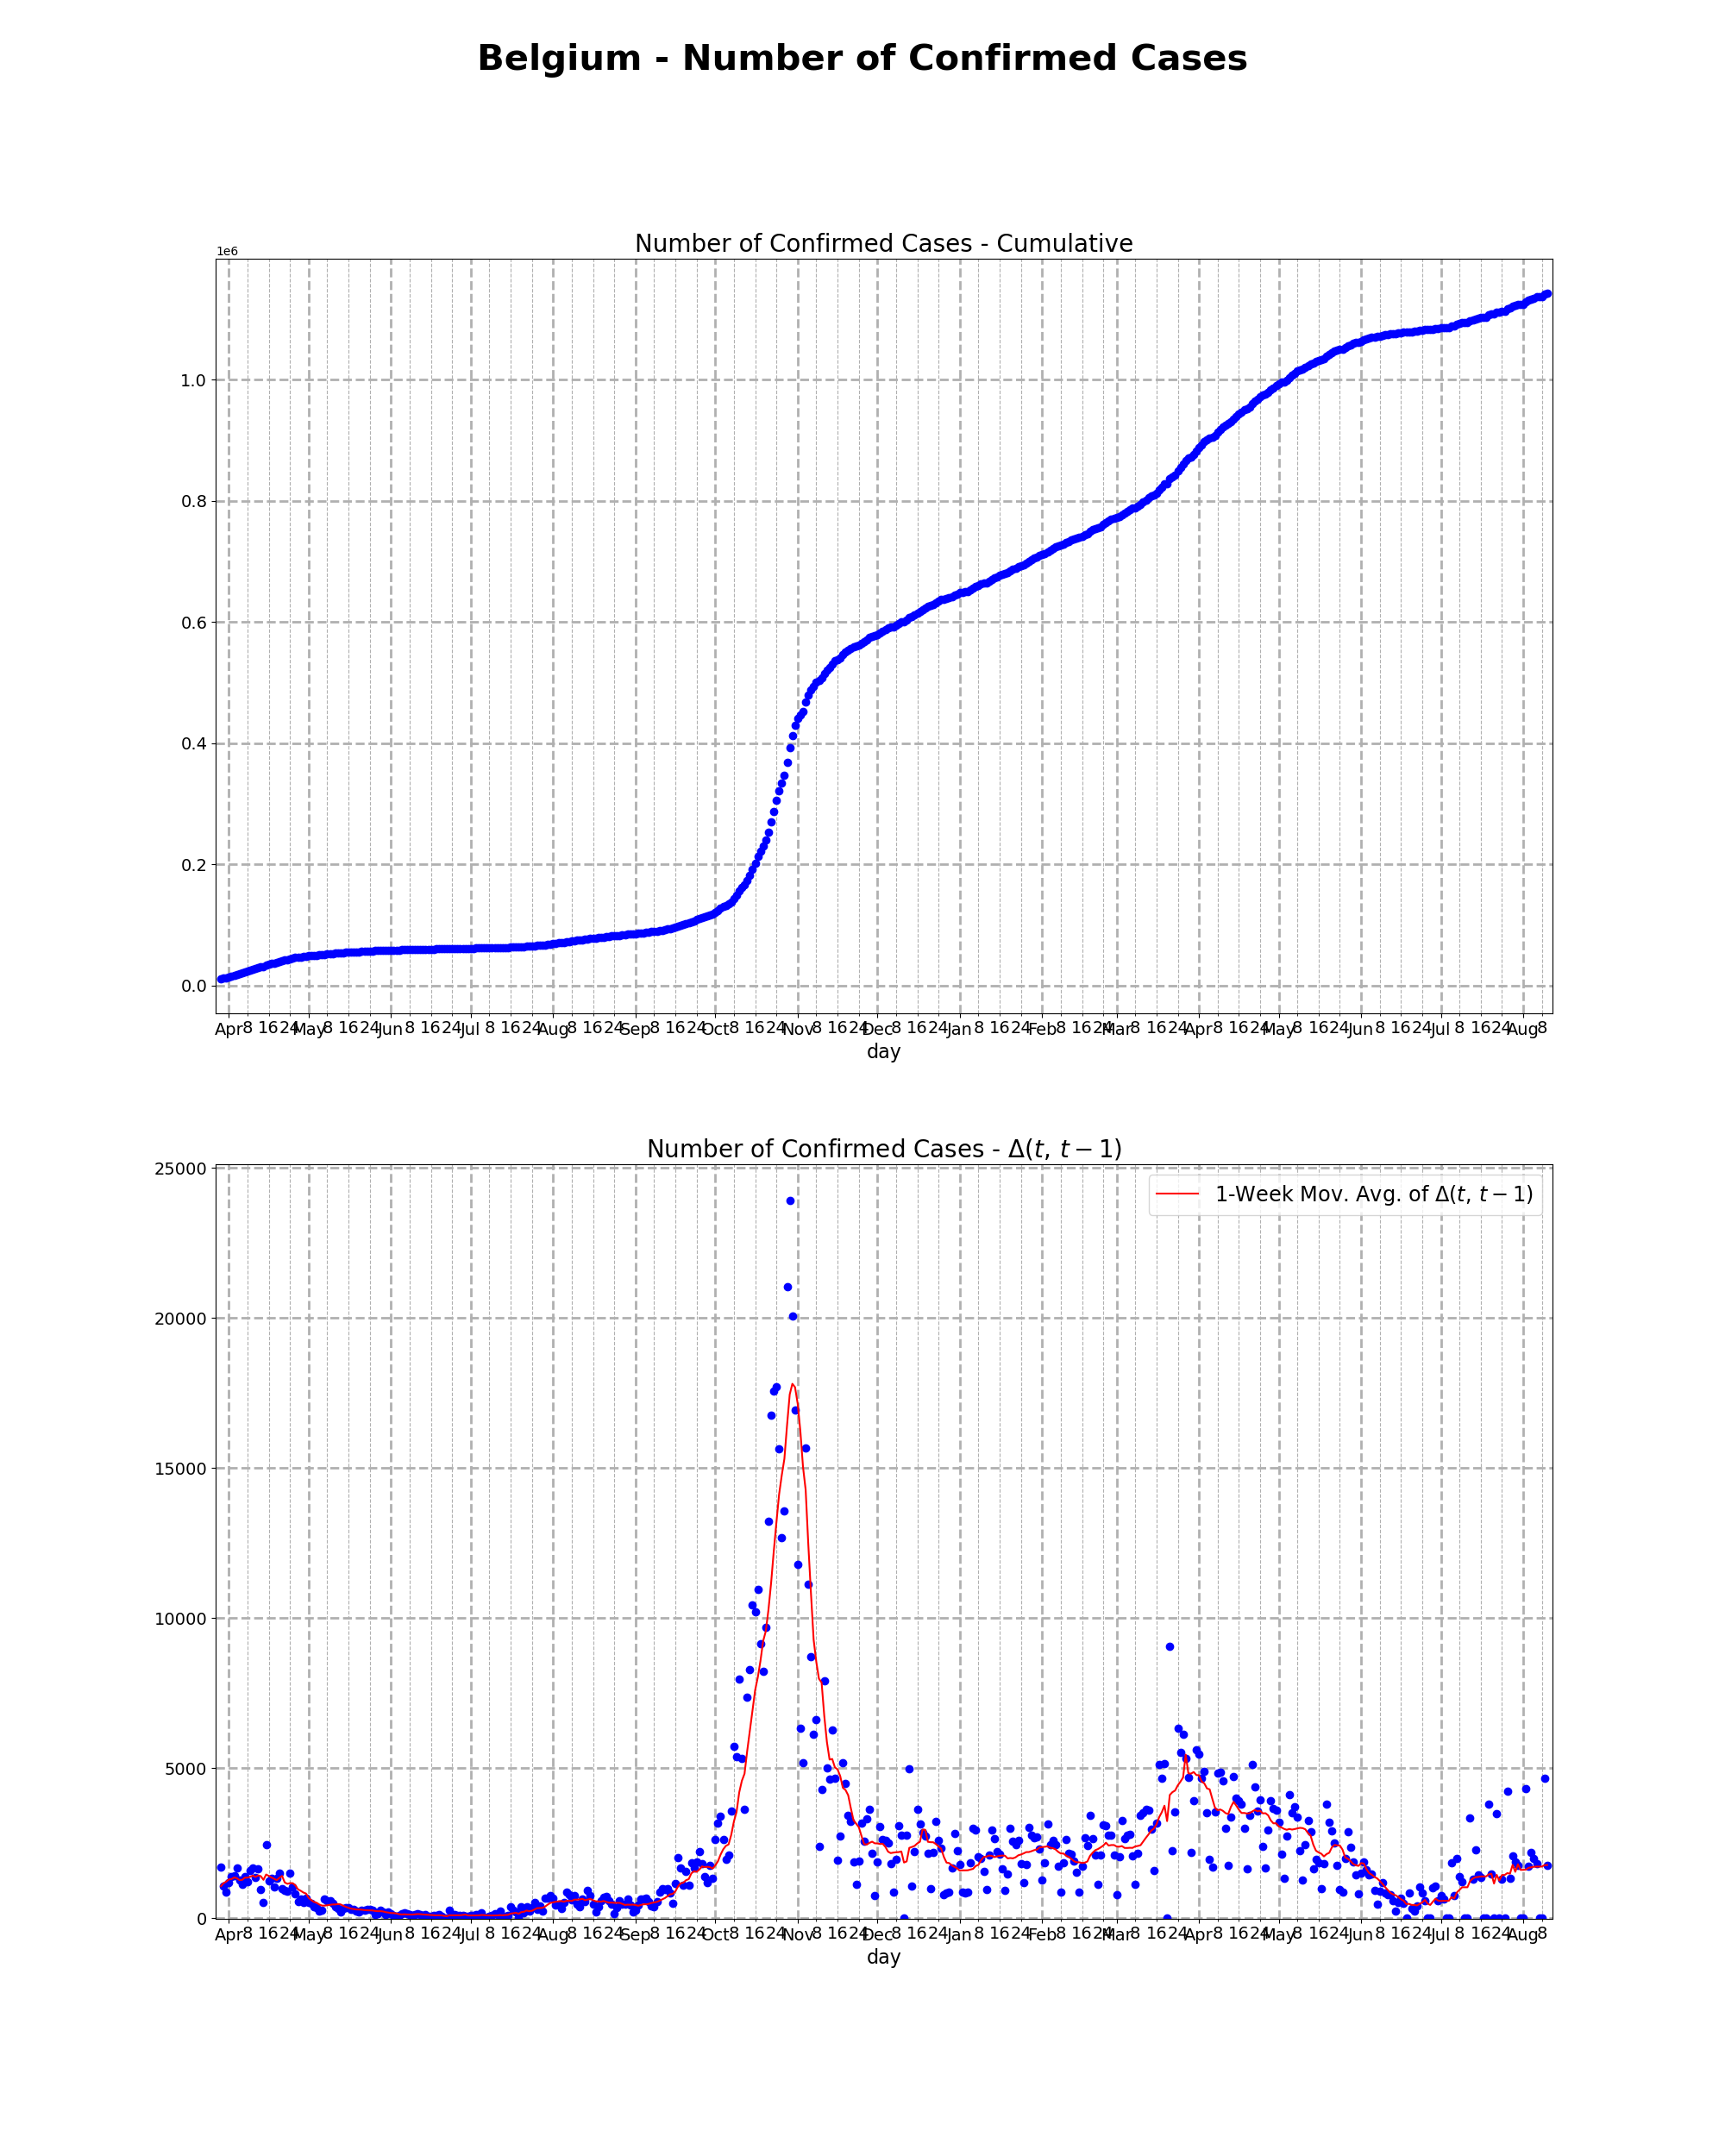 Belgium - Number of Confirmed Cases
Number of Confirmed Cases - Cumulative
1e6
1.0
0.8
0.6
0.4
0.2
0.0
Apr 8 16 24 May 8 16 24 Jun 8 16 24 Jul 8 16 24 Aug 8 16 24 Sep 8 16 24 Oct 8 16 24 Nov 8 16 24 Dec 8 16 24 Jan 8 16 24 Feb 8 16 24 Mar 8 16 24 Apr 8 16 24 May 8 16 24 Jun 8 16 24 Jul 8 16 24 Aug 8
day
Number of Confirmed Cases - Δ(t, t − 1)
1-Week Mov. Avg. of Δ(t, t − 1)
25000
20000
15000
10000
5000
0
Apr 8 16 24 May 8 16 24 Jun 8 16 24 Jul 8 16 24 Aug 8 16 24 Sep 8 16 24 Oct 8 16 24 Nov 8 16 24 Dec 8 16 24 Jan 8 16 24 Feb 8 16 24 Mar 8 16 24 Apr 8 16 24 May 8 16 24 Jun 8 16 24 Jul 8 16 24 Aug 8
day